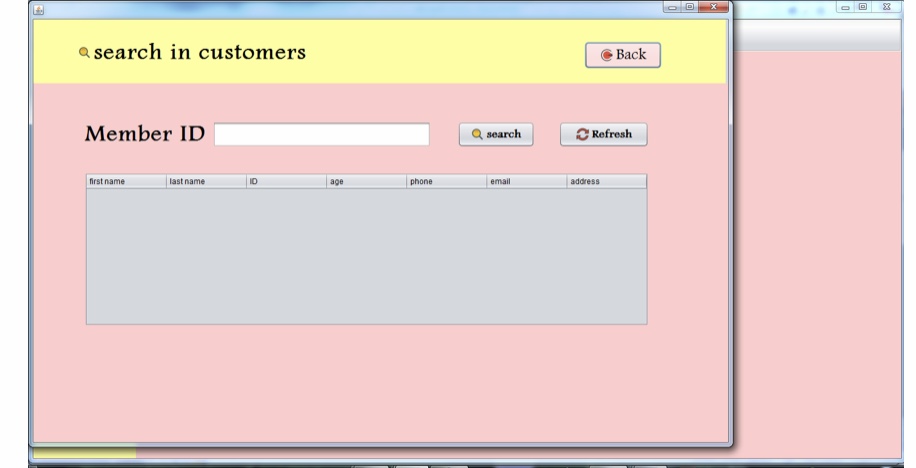 search in customers
Back
Member ID
search
Refresh
first name last name ID age phone email address